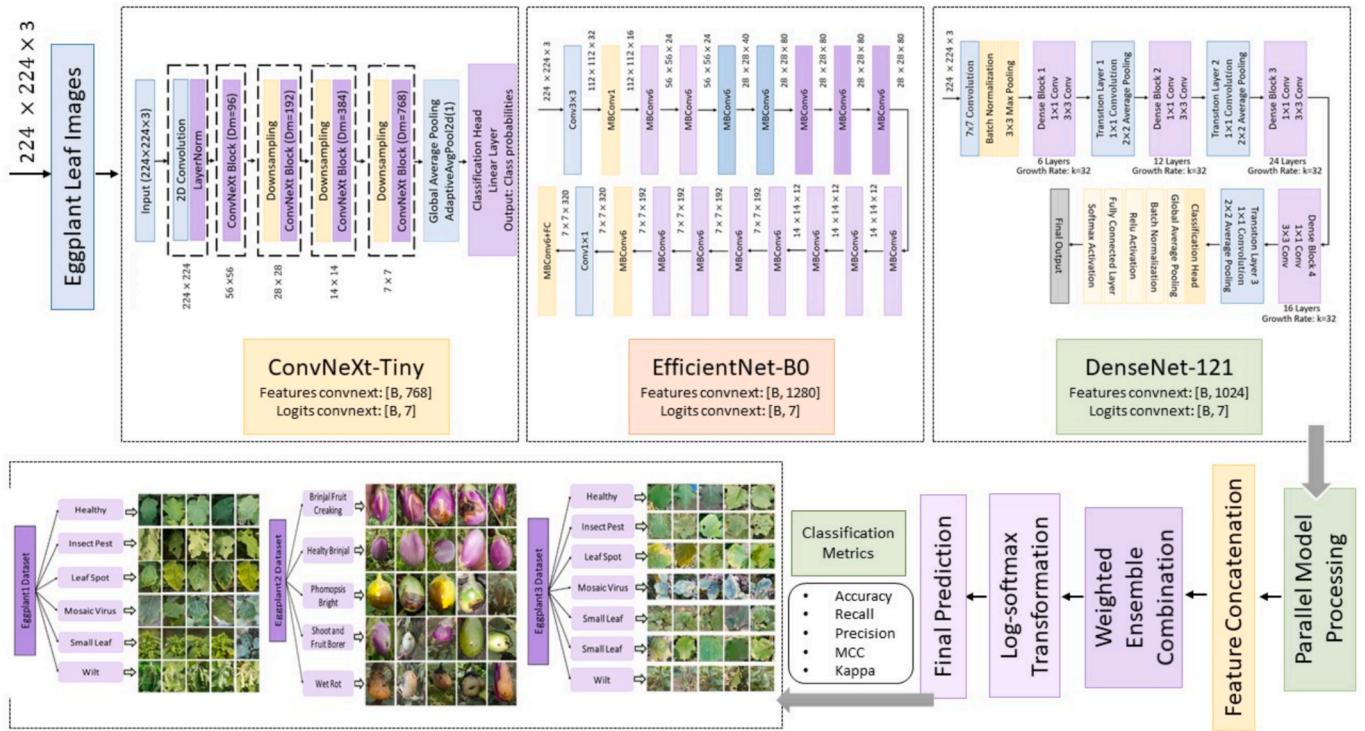 224 × 224 × 3
Eggplant Leaf Images
Input (224×224×3)
2D Convolution
LayerNorm
ConvNeXt Block (Dm=96)
Downsampling
ConvNeXt Block (Dm=192)
Downsampling
ConvNeXt Block (Dm=384)
Downsampling
ConvNeXt Block (Dm=768)
Global Average Pooling
AdaptiveAvgPool2d(1)
Classification Head
Linear Layer
Output: Class probabilities
224 × 224
56 ×56
28 × 28
14 × 14
7 × 7
ConvNeXt-Tiny
Features convnext: [B, 768]
Logits convnext: [B, 7]
224 × 224 × 3
Conv3×3
112 × 112 × 32
MBConv1
112 × 112 × 16
MBConv6
56 × 56 × 24
MBConv6
56 × 56 × 24
MBConv6
28 × 28 × 40
MBConv6
28 × 28 × 80
MBConv6
28 × 28 × 80
MBConv6
28 × 28 × 80
MBConv6
28 × 28 × 80
MBConv6+FC
7 × 7 × 320
Conv1×1
7 × 7 × 320
MBConv6
7 × 7 × 192
MBConv6
7 × 7 × 192
MBConv6
7 × 7 × 192
MBConv6
7 × 7 × 192
MBConv6
14 × 14 × 12
MBConv6
14 × 14 × 12
MBConv6
14 × 14 × 12
MBConv6
EfficientNet-B0
Features convnext: [B, 1280]
Logits convnext: [B, 7]
224 × 224 × 3
7x7 Convolution
Batch Normalization
3×3 Max Pooling
Dense Block 1
1×1 Conv
3×3 Conv
6 Layers
Growth Rate: k=32
Transition Layer 1
1×1 Convolution
2×2 Average Pooling
Dense Block 2
1×1 Conv
3×3 Conv
12 Layers
Growth Rate: k=32
Transition Layer 2
1×1 Convolution
2×2 Average Pooling
Dense Block 3
1×1 Conv
3×3 Conv
24 Layers
Growth Rate: k=32
Dense Block 4
1×1 Conv
3×3 Conv
16 Layers
Growth Rate: k=32
Transition Layer 3
1×1 Convolution
2×2 Average Pooling
Classification Head
Global Average Pooling
Batch Normalization
Relu Activation
Fully Connected Layer
Softmax Activation
Final Output
DenseNet-121
Features convnext: [B, 1024]
Logits convnext: [B, 7]
Parallel Model
Processing
Feature Concatenation
Weighted
Ensemble
Combination
Log-softmax
Transformation
Final Prediction
Classification
Metrics
• Accuracy
• Recall
• Precision
• MCC
• Kappa
Eggplant1 Dataset
Healthy
Insect Pest
Leaf Spot
Mosaic Virus
Small Leaf
Wilt
Eggplant2 Dataset
Brinjal Fruit
Creaking
Healty Brinjal
Phomopsis
Bright
Shoot and
Fruit Borer
Wet Rot
Eggplant3 Dataset
Healthy
Insect Pest
Leaf Spot
Mosaic Virus
Small Leaf
Small Leaf
Wilt